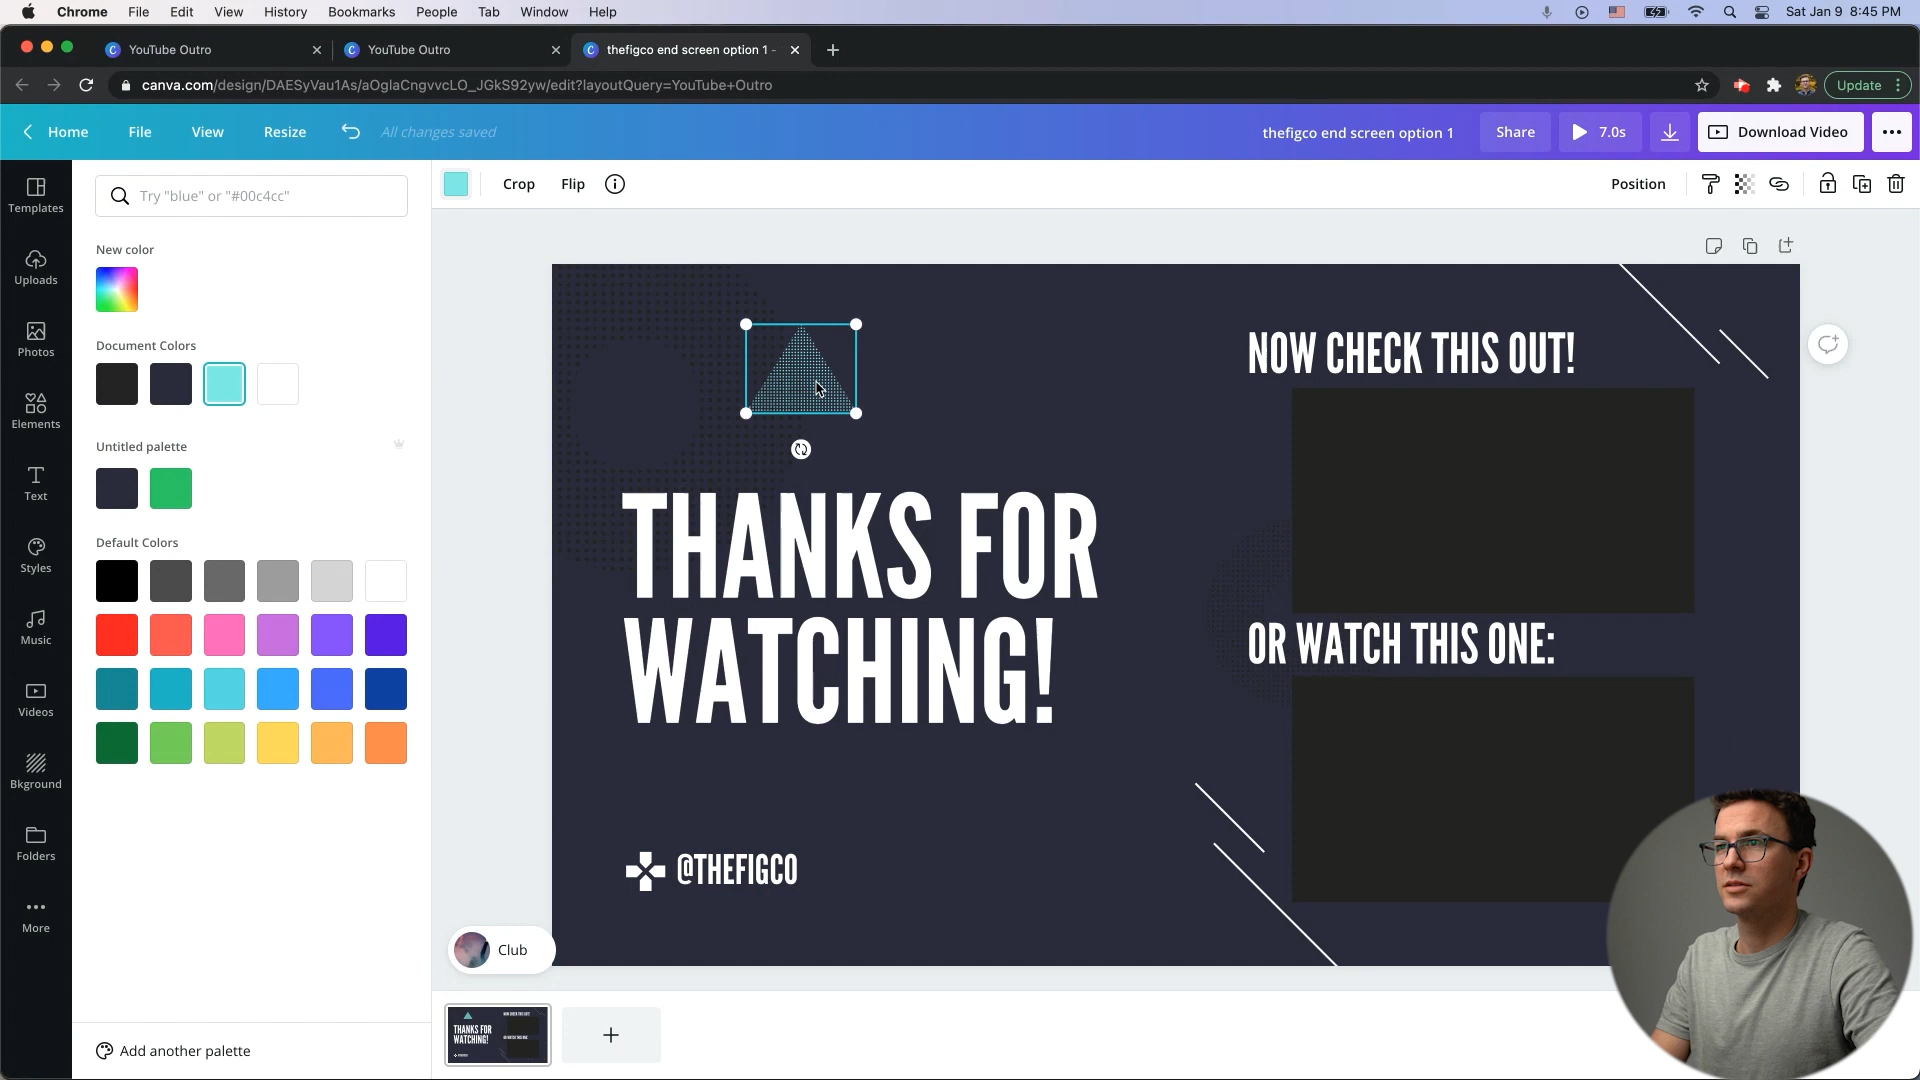 Chrome File Edit View History Bookmarks People Tab Window Help Sat Jan 9 8:45 PM
YouTube Outro YouTube Outro thefigco end screen option 1 -
canva.com/design/DAESyVau1As/aOglaCngvvcLO_JGkS92yw/edit?layoutQuery=YouTube+Outro Update
Home File View Resize All changes saved thefigco end screen option 1 Share 7.0s Download Video
Templates
Uploads
Photos
Elements
Text
Styles
Music
Videos
Bkground
Folders
More
Try "blue" or "#00c4cc"
New color
Document Colors
Untitled palette
Default Colors
Add another palette
Crop Flip Position
NOW CHECK THIS OUT!
THANKS FOR
WATCHING!
OR WATCH THIS ONE:
@THEFIGCO
Club
THANKS FOR
WATCHING!